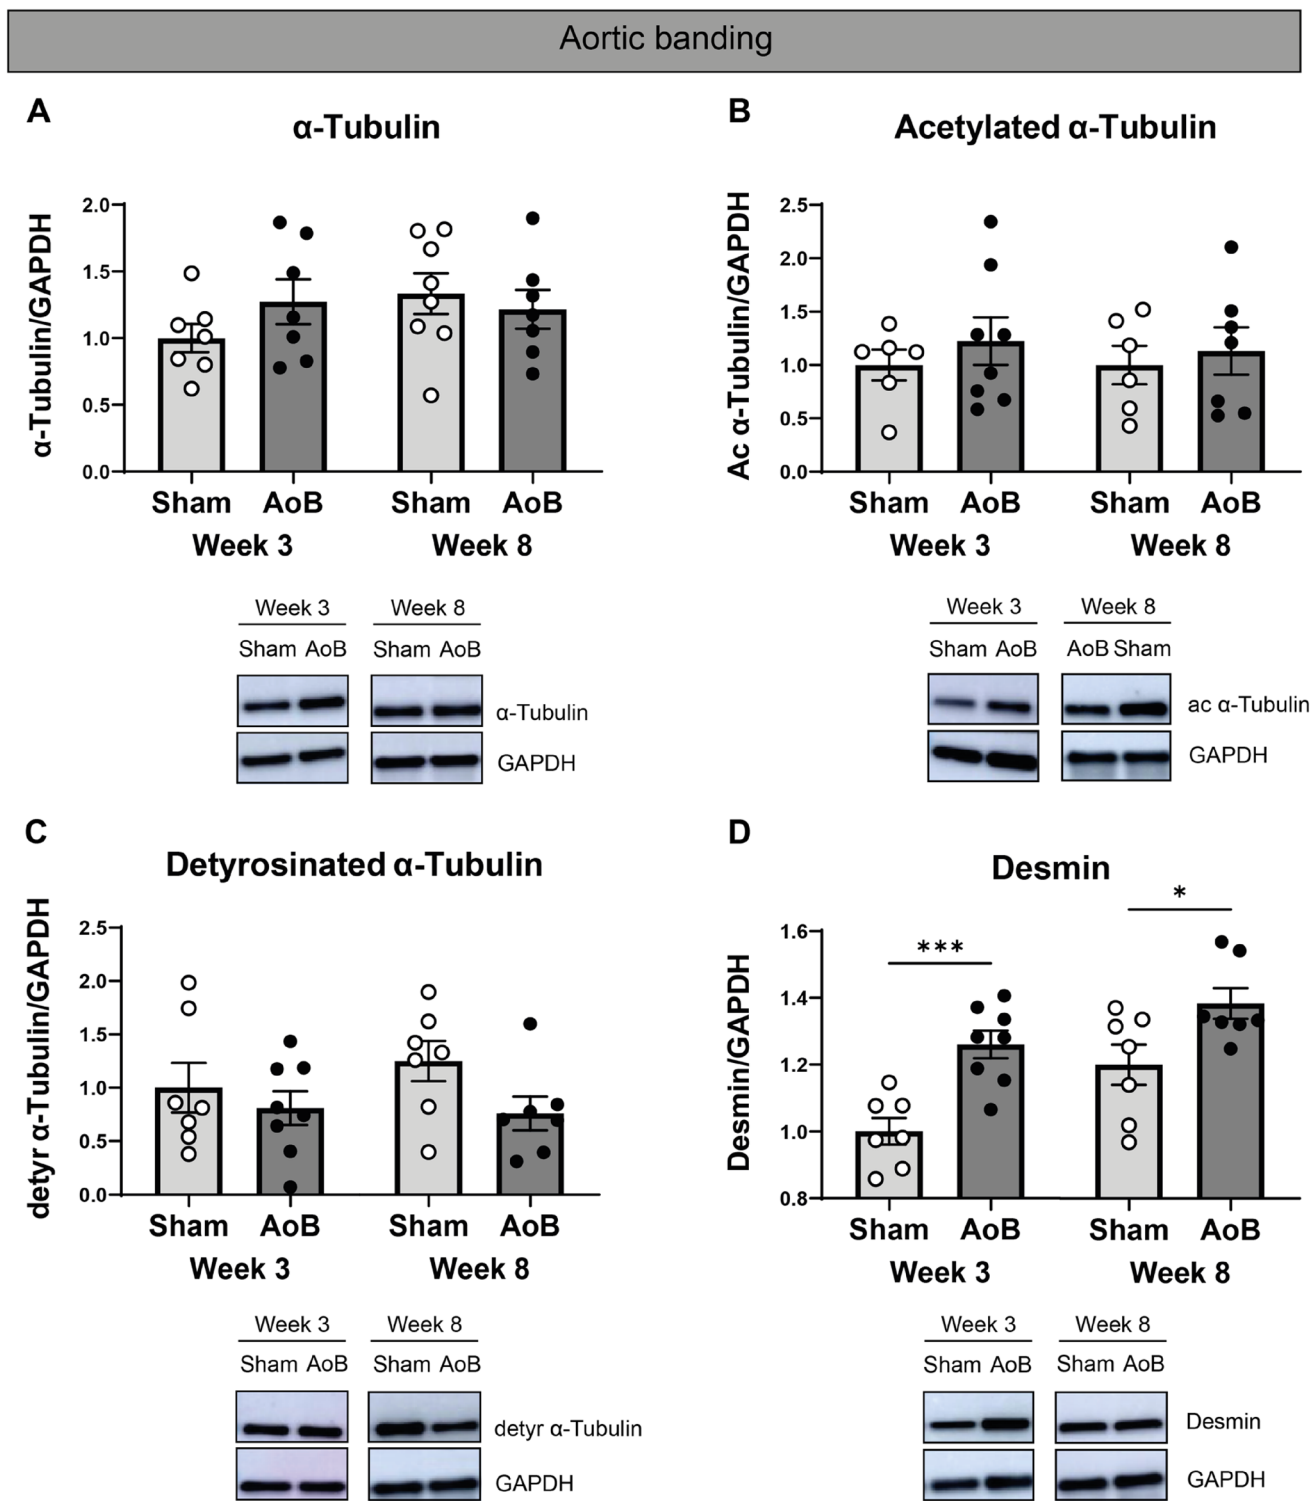 Aortic banding
A
α-Tubulin
α-Tubulin/GAPDH
2.0
1.5
1.0
0.5
0.0
Sham AoB Sham AoB
Week 3 Week 8
Week 3 Week 8
Sham AoB Sham AoB
α-Tubulin
GAPDH
B
Acetylated α-Tubulin
Ac α-Tubulin/GAPDH
2.5
2.0
1.5
1.0
0.5
0.0
Sham AoB Sham AoB
Week 3 Week 8
Week 3 Week 8
Sham AoB AoB Sham
ac α-Tubulin
GAPDH
C
Detyrosinated α-Tubulin
detyr α-Tubulin/GAPDH
2.5
2.0
1.5
1.0
0.5
0.0
Sham AoB Sham AoB
Week 3 Week 8
Week 3 Week 8
Sham AoB Sham AoB
detyr α-Tubulin
GAPDH
D
Desmin
*
***
Desmin/GAPDH
1.6
1.4
1.2
1.0
0.8
Sham AoB Sham AoB
Week 3 Week 8
Week 3 Week 8
Sham AoB Sham AoB
Desmin
GAPDH